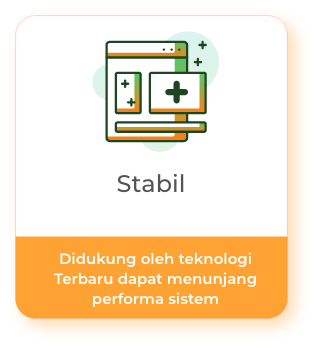 Stabil
Didukung oleh teknologi
Terbaru dapat menunjang
performa sistem